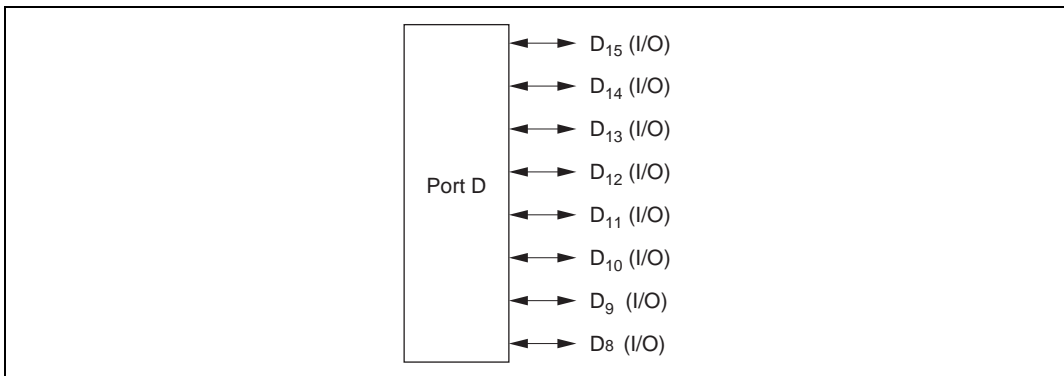 Port D
D15 (I/O)
D14 (I/O)
D13 (I/O)
D12 (I/O)
D11 (I/O)
D10 (I/O)
D9 (I/O)
D8 (I/O)